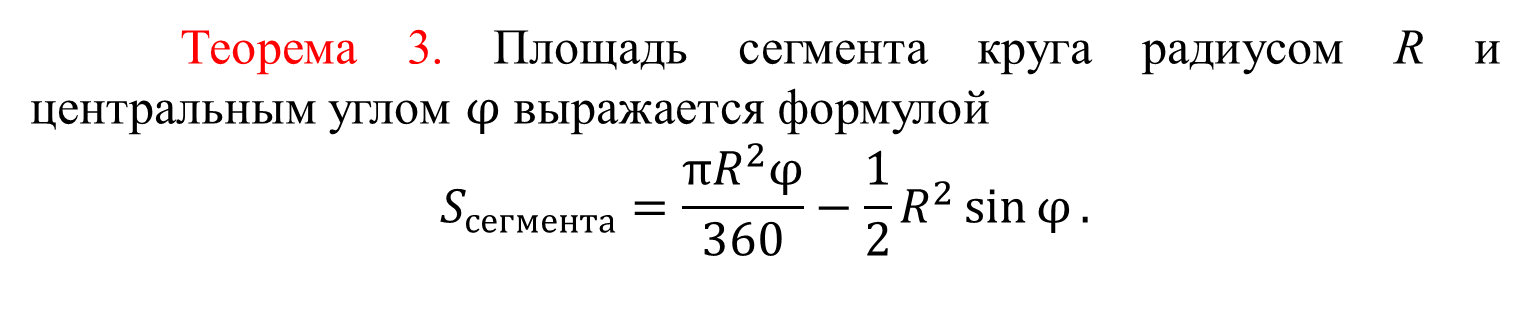 Теорема 3. Площадь сегмента круга радиусом R и
центральным углом φ выражается формулой
S_сегмента = πR²φ/360 − 1/2 R² sin φ .